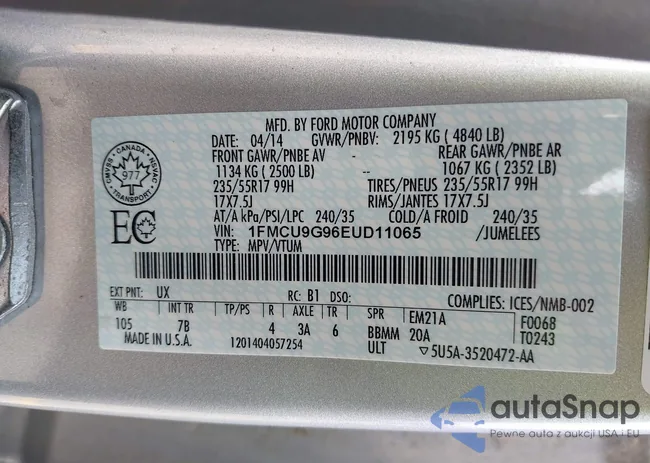 MFD. BY FORD MOTOR COMPANY
DATE: 04/14 GVWR/PNBV: 2195 KG ( 4840 LB)
FRONT GAWR/PNBE AV REAR GAWR/PNBE AR
1134 KG ( 2500 LB) -- 1067 KG ( 2352 LB)
235/55R17 99H TIRES/PNEUS 235/55R17 99H
17X7.5J RIMS/JANTES 17X7.5J
AT/A kPa/PSI/LPC 240/35 COLD/A FROID 240/35
VIN: 1FMCU9G96EUD11065 /JUMELEES
TYPE: MPV/VTUM
CMVSS · CANADA · NSVAC
977
TRANSPORT
EC
EXT PNT: UX RC: B1 DSO: COMPLIES: ICES/NMB-002
WB INT TR TP/PS R AXLE TR SPR EM21A F0068
105 7B 4 3A 6 BBMM 20A T0243
MADE IN U.S.A. 1201404057254 ULT ▽5U5A-3520472-AA
autaSnap
Pewne auta z aukcji USA i EU